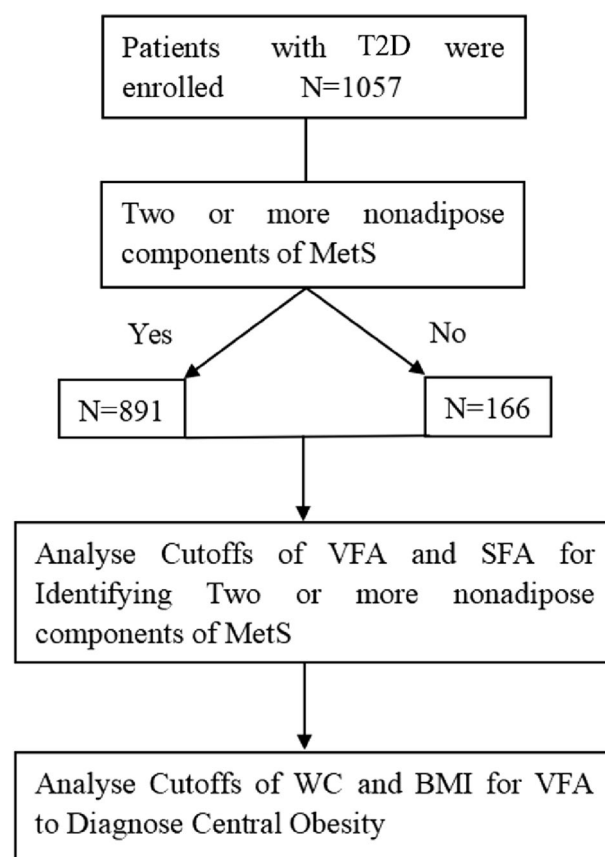 Patients with T2D were
enrolled N=1057
Two or more nonadipose
components of MetS
Yes
No
N=891
N=166
Analyse Cutoffs of VFA and SFA for
Identifying Two or more nonadipose
components of MetS
Analyse Cutoffs of WC and BMI for VFA
to Diagnose Central Obesity